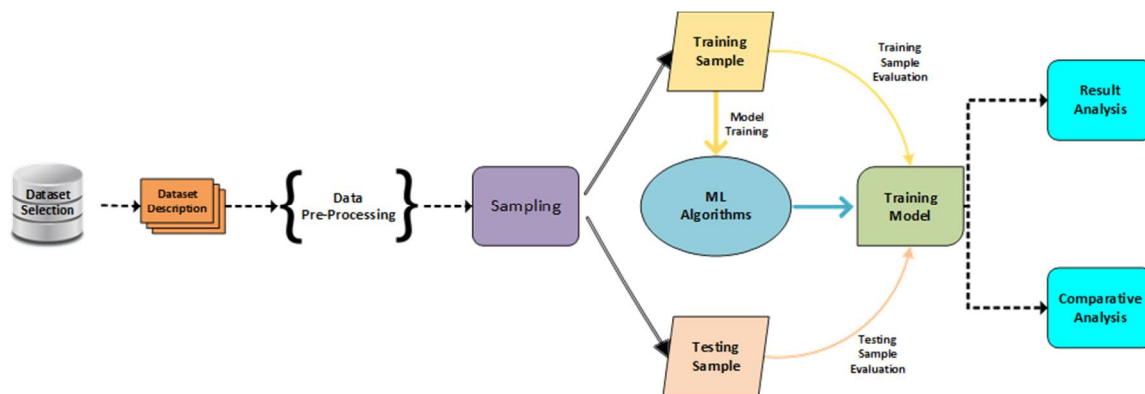 Dataset
Selection
Dataset
Description
Data
Pre-Processing
Sampling
Training
Sample
Model
Training
Training
Sample
Evaluation
ML
Algorithms
Training
Model
Testing
Sample
Testing
Sample
Evaluation
Result
Analysis
Comparative
Analysis